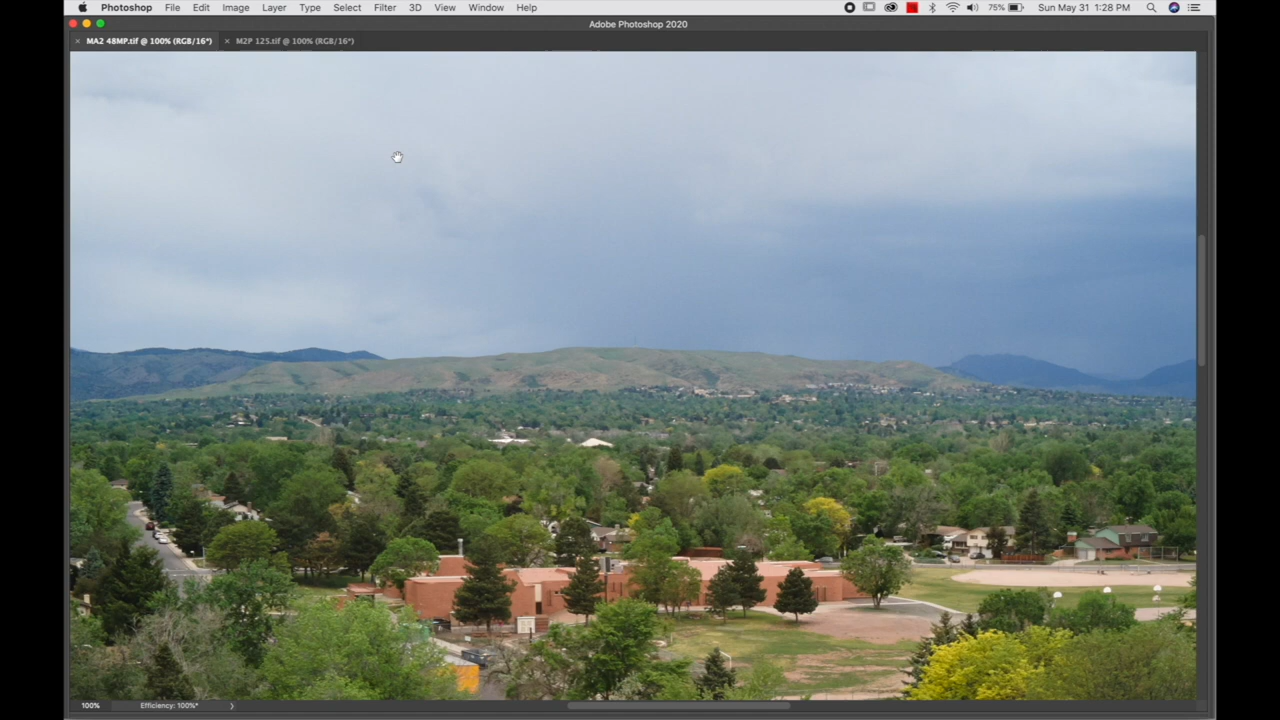 Photoshop File Edit Image Layer Type Select Filter 3D View Window Help 75% Sun May 31 1:28 PM
Adobe Photoshop 2020
× MA2 48MP.tif @ 100% (RGB/16*) × M2P 12S.tif @ 100% (RGB/16*)
100% Efficiency: 100%* >